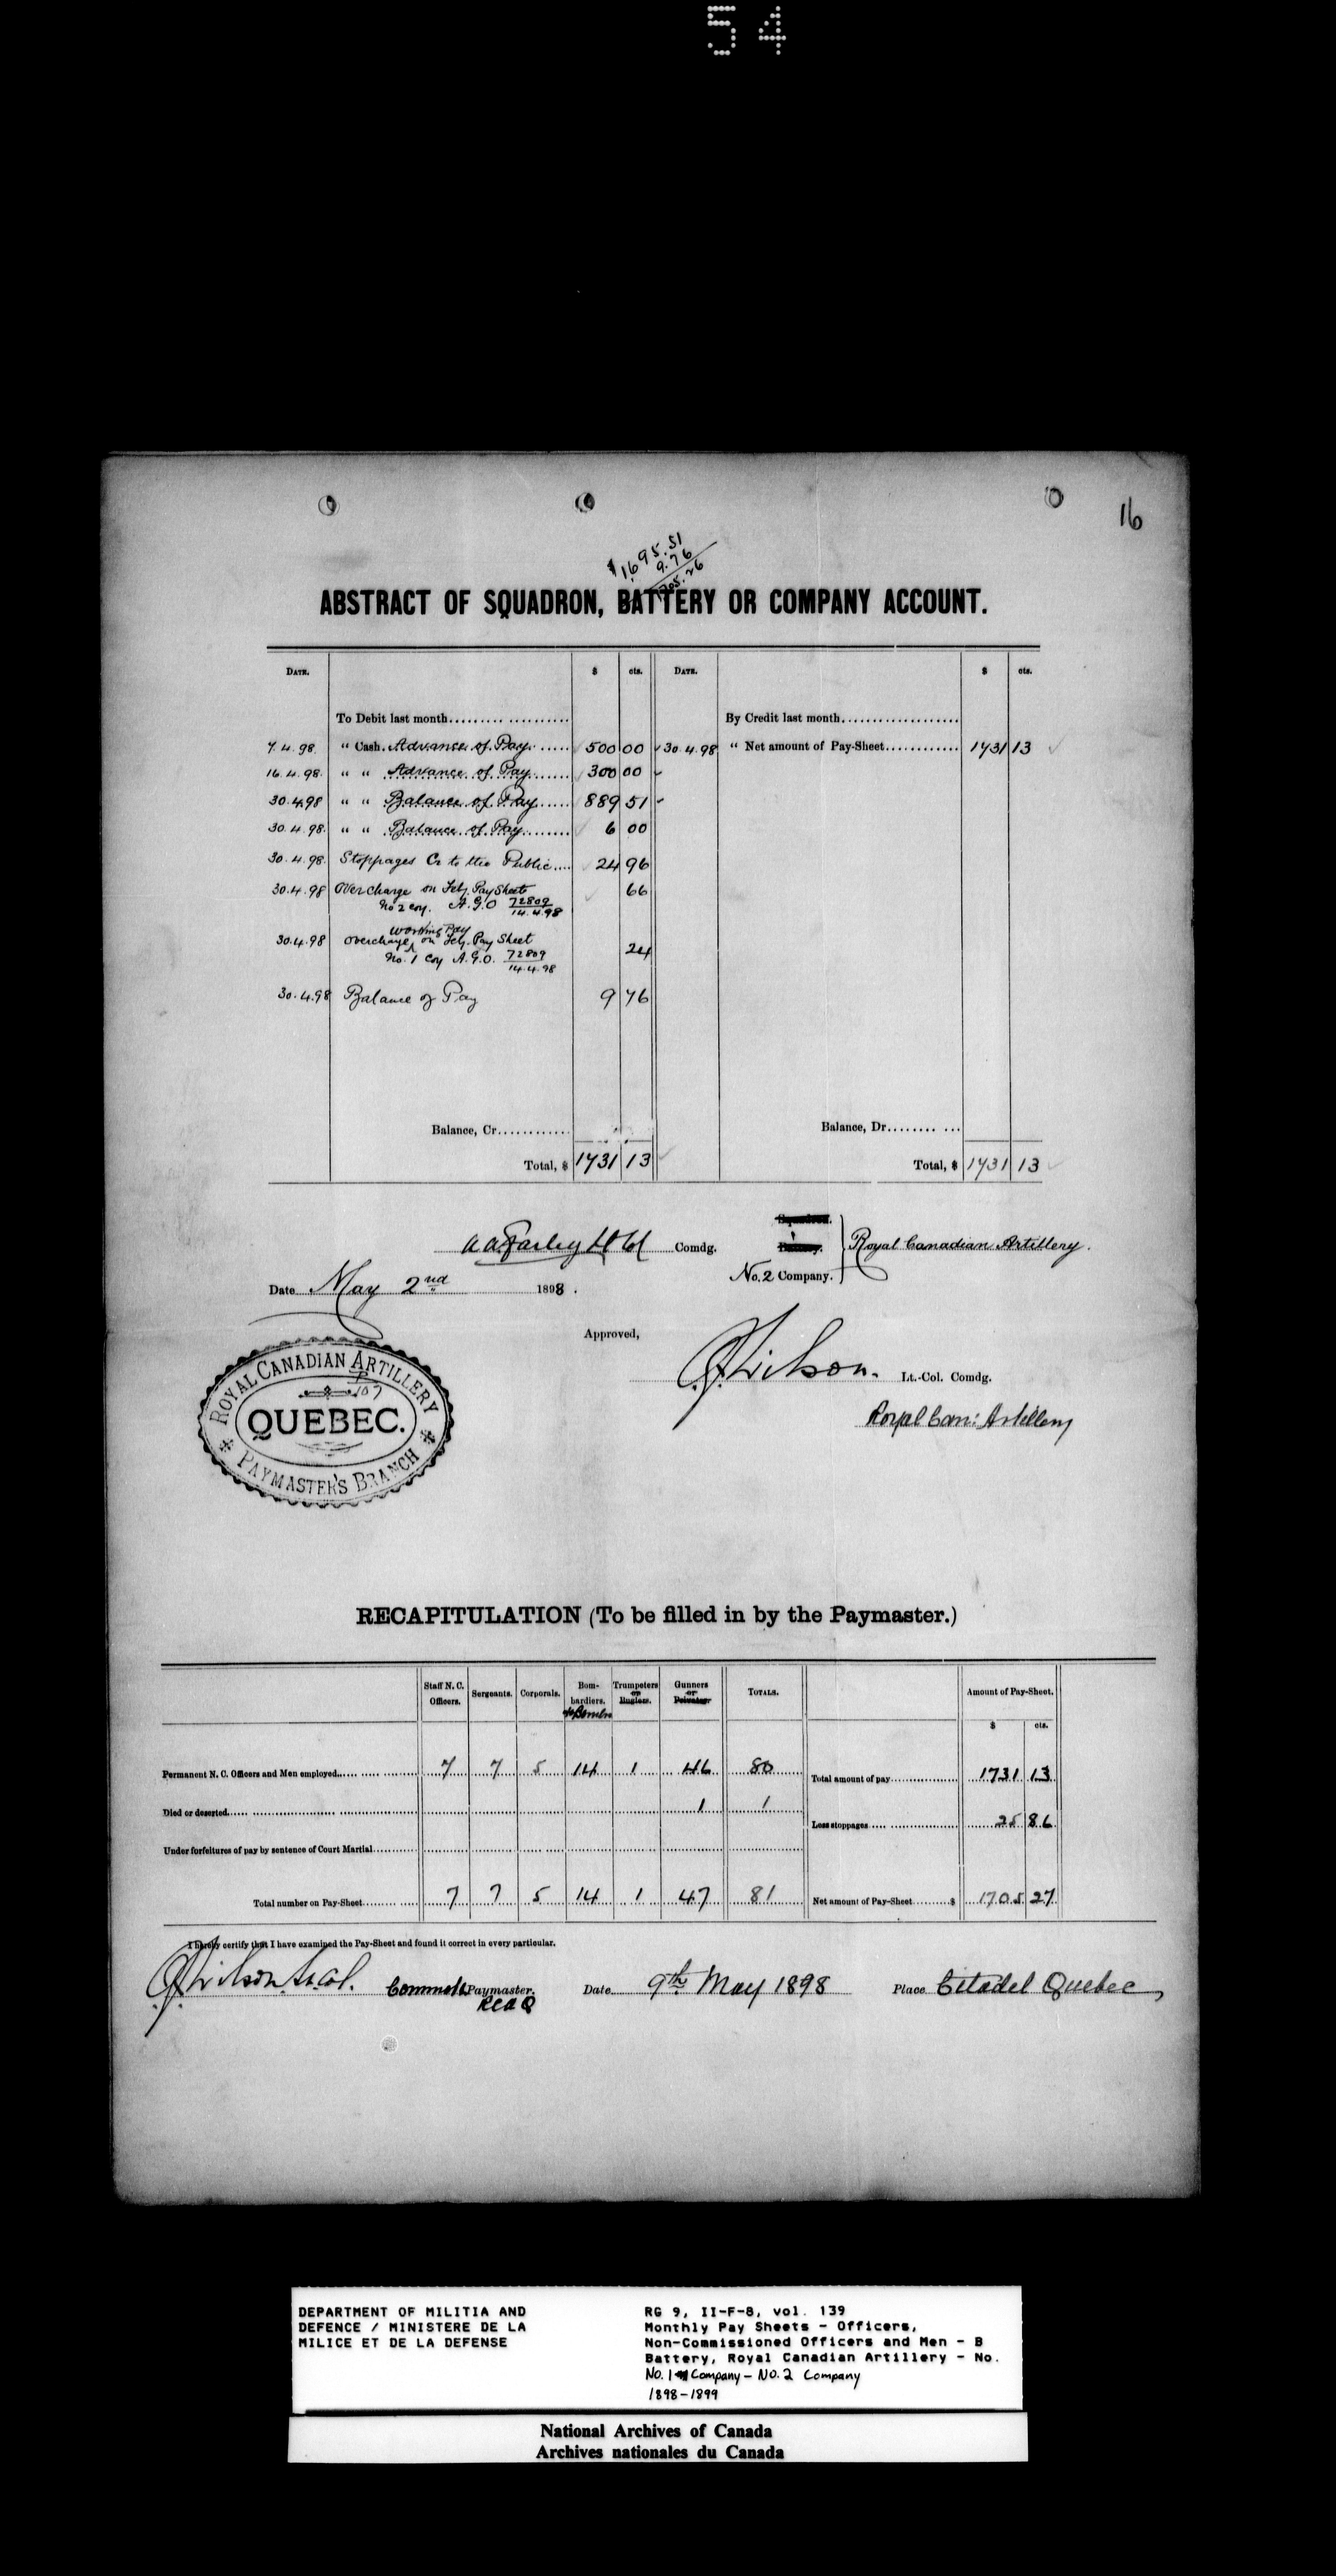 54
16
$1695.51
9.76
1705.26
ABSTRACT OF SQUADRON, BATTERY OR COMPANY ACCOUNT.
DATE. $ cts. DATE. $ cts.
To Debit last month................... By Credit last month...................
7.4.98. " Cash. Advance of Pay...... 500 00 30.4.98 " Net amount of Pay-Sheet............ 1731 13
16.4.98. " " Advance of Pay....... 300 00
30.4.98 " " Balance of Pay..... 889 51
30.4.98. " " Balance of Pay........ 6 00
30.4.98. Stoppages Cr to the Public.... 24 96
30.4.98 Overcharge on Feby. Pay Sheets 66
No 2 coy. A.G.O 72809
14.4.98
working Pay
30.4.98 overcharge on Feby. Pay Sheet 24
No. 1 Coy A.G.O. 72809
14.4.98
30.4.98 Balance of Pay 9 76
Balance, Cr............ Balance, Dr........ ...
Total, $ 1731 13 Total, $ 1731 13
Squadron.
Comdg. Battery. Royal Canadian Artillery.
No. 2 Company.
Date May 2nd 1898.
Approved,
Wilson. Lt.-Col. Comdg.
Royal Can: Artillery
ROYAL CANADIAN ARTILLERY
107
QUEBEC.
PAYMASTER'S BRANCH
RECAPITULATION (To be filled in by the Paymaster.)
Staff N. C. Officers. Sergeants. Corporals. Bombardiers. Trumpeters or Buglers. Gunners or Privates. TOTALS. Amount of Pay-Sheet.
$ cts.
Permanent N. C. Officers and Men employed..... 7 7 5 14 1 46 80 Total amount of pay................. 1731 13
Died or deserted...... 1 1 Less stoppages..... 25 86
Under forfeitures of pay by sentence of Court Martial............
Total number on Pay-Sheet......... 7 7 5 14 1 47 81 Net amount of Pay-Sheet.........$ 1705 27
I hereby certify that I have examined the Pay-Sheet and found it correct in every particular.
Wilson Lt. Col. Paymaster. Date 9th May 1898 Place Citadel Quebec
DEPARTMENT OF MILITIA AND
DEFENCE / MINISTERE DE LA
MILICE ET DE LA DEFENSE
RG 9, II-F-8, vol. 139
Monthly Pay Sheets - Officers,
Non-Commissioned Officers and Men - B
Battery, Royal Canadian Artillery - No.
No. 1 Company - No. 2 Company
1898-1899
National Archives of Canada
Archives nationales du Canada